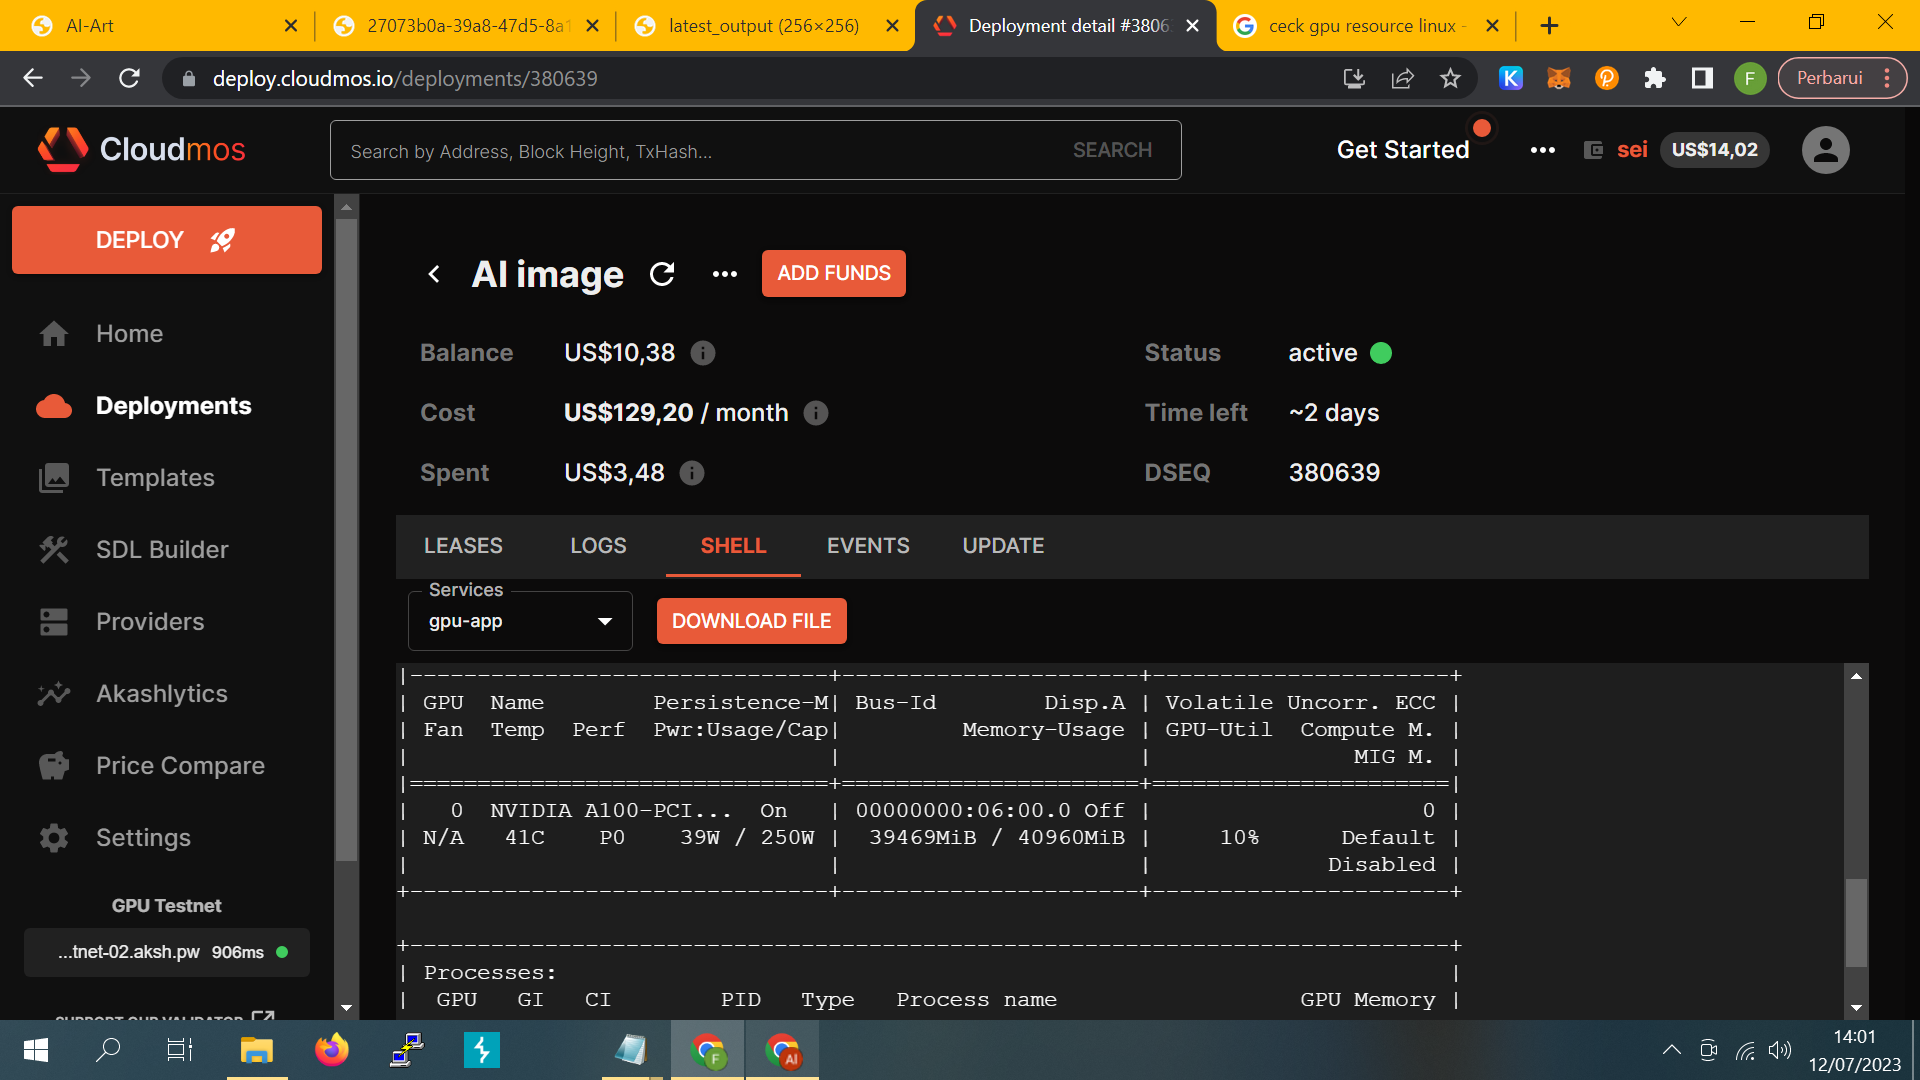 AI-Art
27073b0a-39a8-47d5-8a1
latest_output (256×256)
Deployment detail #3806
ceck gpu resource linux -
deploy.cloudmos.io/deployments/380639
K
F
Perbarui
Cloudmos
Search by Address, Block Height, TxHash...
SEARCH
Get Started
sei
US$14,02
DEPLOY
Home
Deployments
Templates
SDL Builder
Providers
Akashlytics
Price Compare
Settings
GPU Testnet
...tnet-02.aksh.pw 906ms
SUPPORT OUR VALIDATOR
AI image
ADD FUNDS
Balance US$10,38
Status active
Cost US$129,20 / month
Time left ~2 days
Spent US$3,48
DSEQ 380639
LEASES LOGS SHELL EVENTS UPDATE
Services
gpu-app
DOWNLOAD FILE
|-------------------------------+----------------------+----------------------+
| GPU  Name        Persistence-M| Bus-Id        Disp.A | Volatile Uncorr. ECC |
| Fan  Temp  Perf  Pwr:Usage/Cap|         Memory-Usage | GPU-Util  Compute M. |
|                               |                      |               MIG M. |
|===============================+======================+======================|
|   0  NVIDIA A100-PCI...  On   | 00000000:06:00.0 Off |                    0 |
| N/A   41C    P0    39W / 250W |  39469MiB / 40960MiB |     10%      Default |
|                               |                      |             Disabled |
+-------------------------------+----------------------+----------------------+
+-----------------------------------------------------------------------------+
| Processes:                                                                  |
|  GPU   GI   CI        PID   Type   Process name                  GPU Memory |
F
AI
14:01
12/07/2023